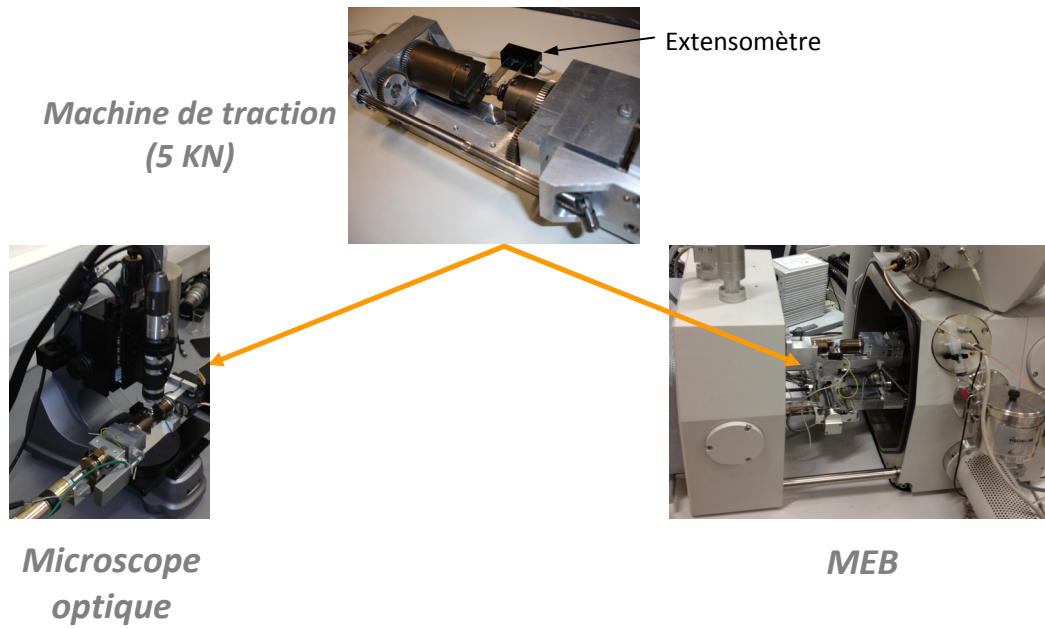 Extensomètre
Machine de traction
(5 KN)
Microscope
optique
MEB